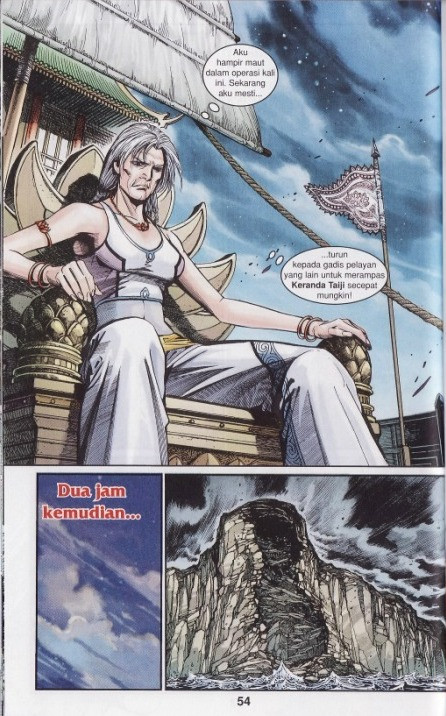 Aku
hampir maut
dalam operasi kali
ini. Sekarang
aku mesti...
...turun
kepada gadis pelayan
yang lain untuk merampas
Keranda Taiji secepat
mungkin!
Dua jam
kemudian...
54